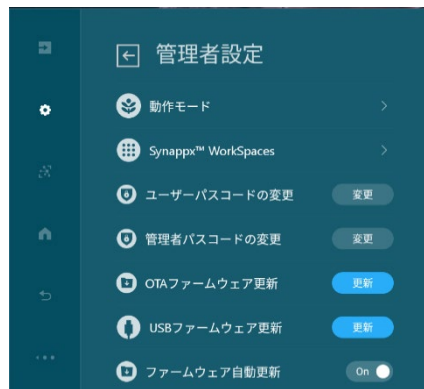 管理者設定
動作モード
Synappx™ WorkSpaces
ユーザーパスコードの変更 変更
管理者パスコードの変更 変更
OTAファームウェア更新 更新
USBファームウェア更新 更新
ファームウェア自動更新 On